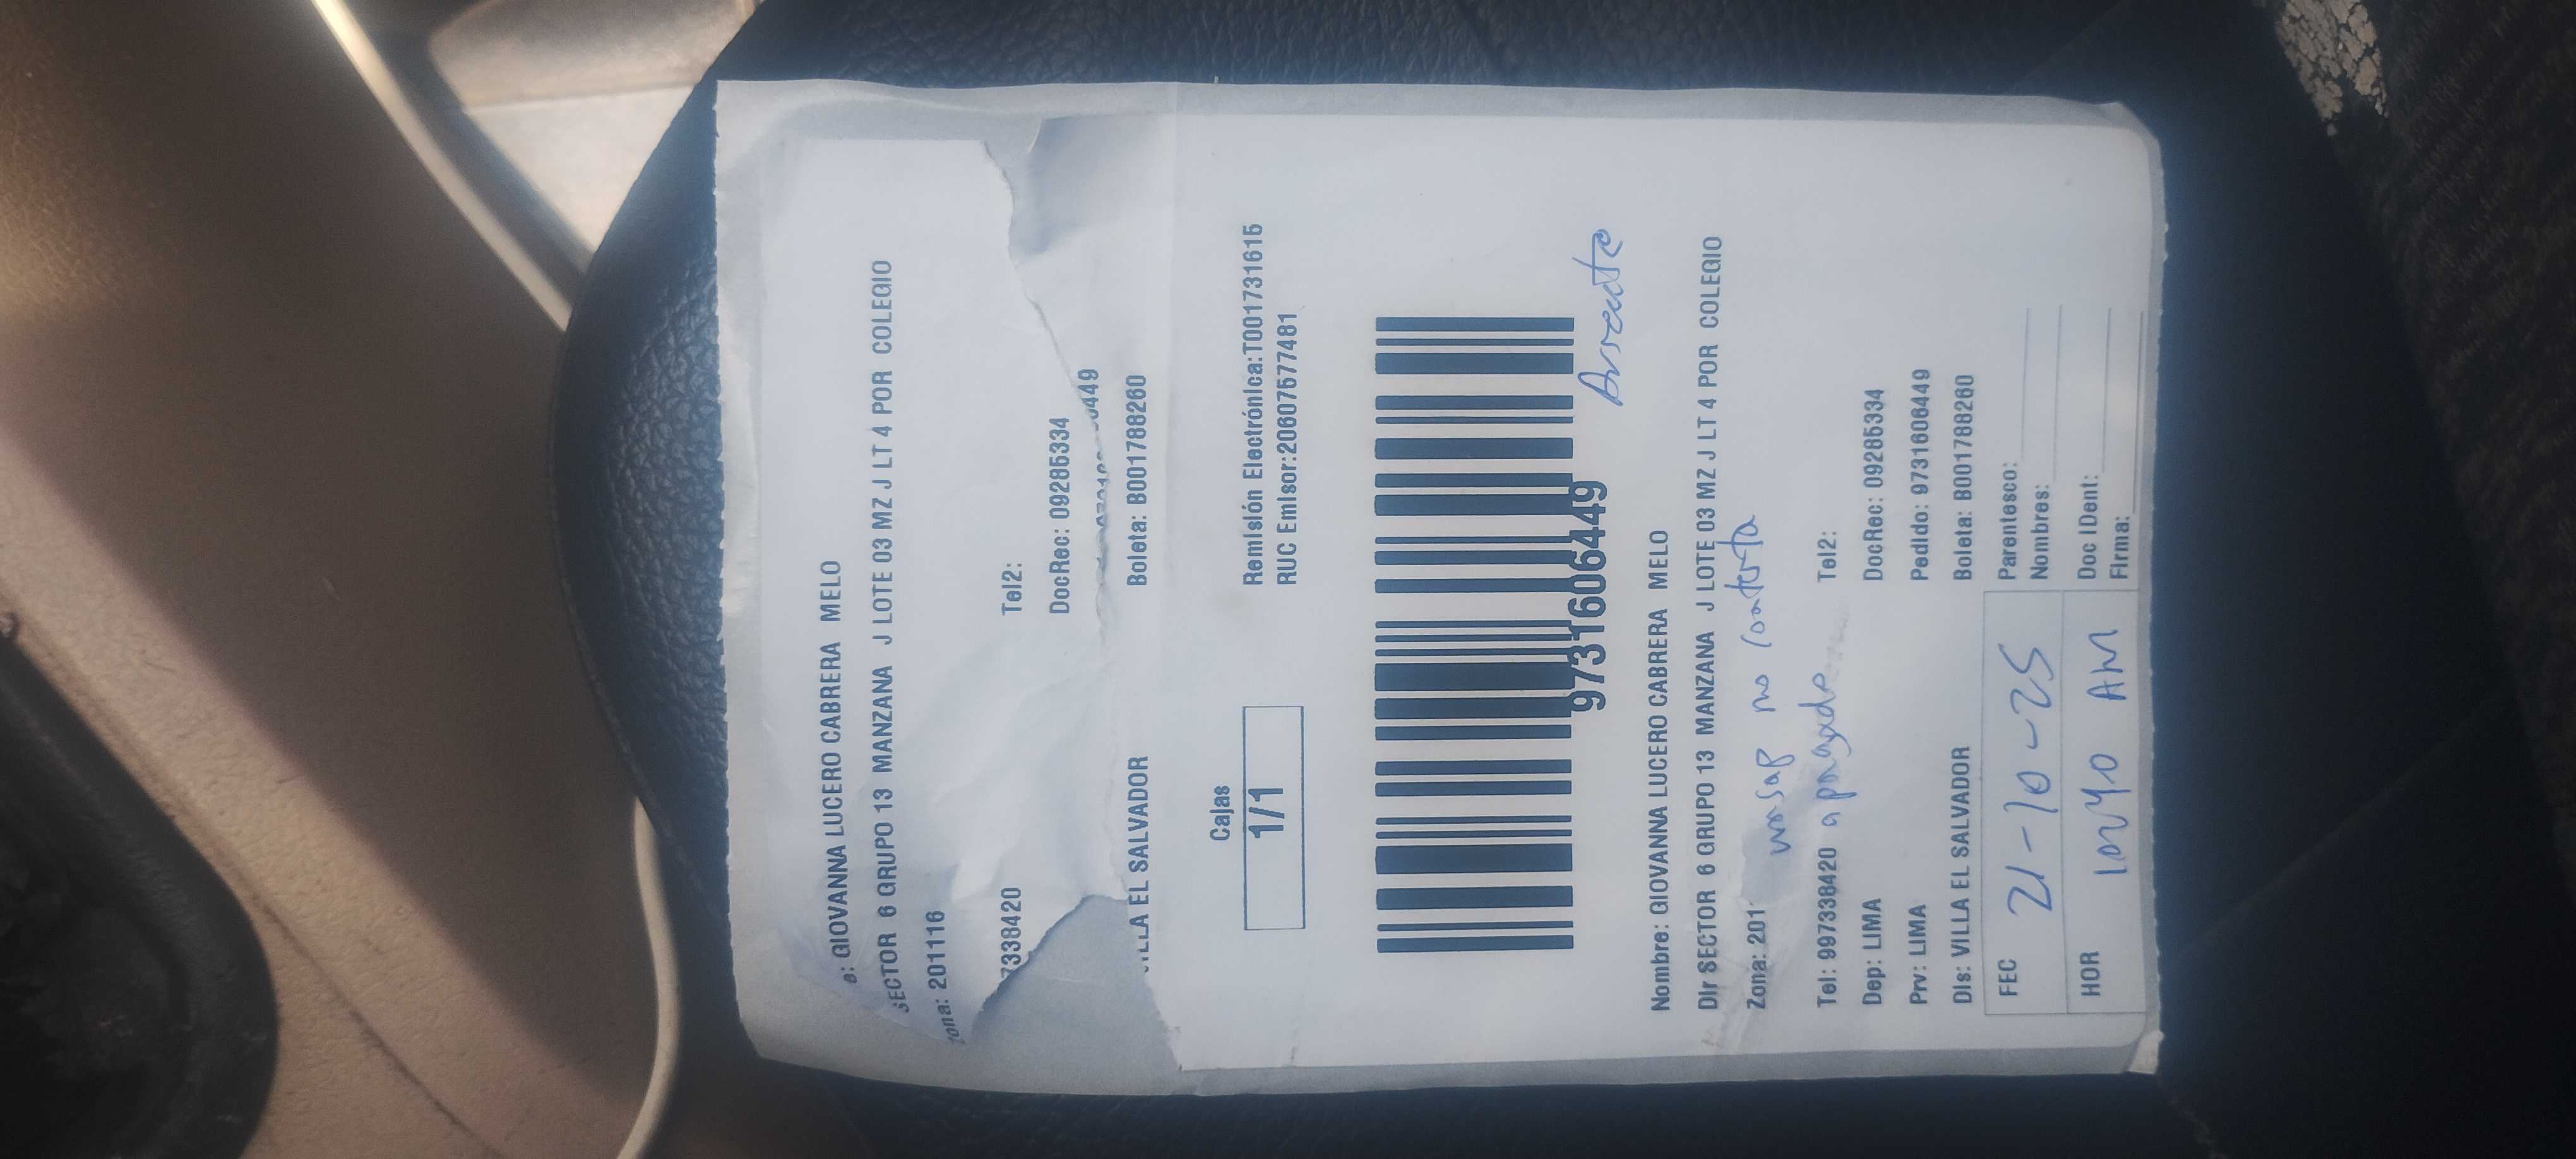 e: GIOVANNA LUCERO CABRERA MELO
SECTOR 6 GRUPO 13 MANZANA J LOTE 03 MZ J LT 4 POR COLEGIO
zona: 201116
7338420 Tel2:
DocRec: 09285334
0449
VILLA EL SALVADOR Boleta: B001788260
Cajas
1/1
Remisión Electrónica:T001731615
RUC Emisor:20607577481
9731606449
Ausente
Nombre: GIOVANNA LUCERO CABRERA MELO
Dir SECTOR 6 GRUPO 13 MANZANA J LOTE 03 MZ J LT 4 POR COLEGIO
Zona: 201
wasap no contesta
Tel: 997338420 apagado Tel2:
Dep: LIMA DocRec: 09285334
Prv: LIMA Pedido: 9731606449
Dis: VILLA EL SALVADOR Boleta: B001788260
FEC 21-10-25 Parentesco:
Nombres:
HOR 10:40 AM Doc IDent:
Firma: